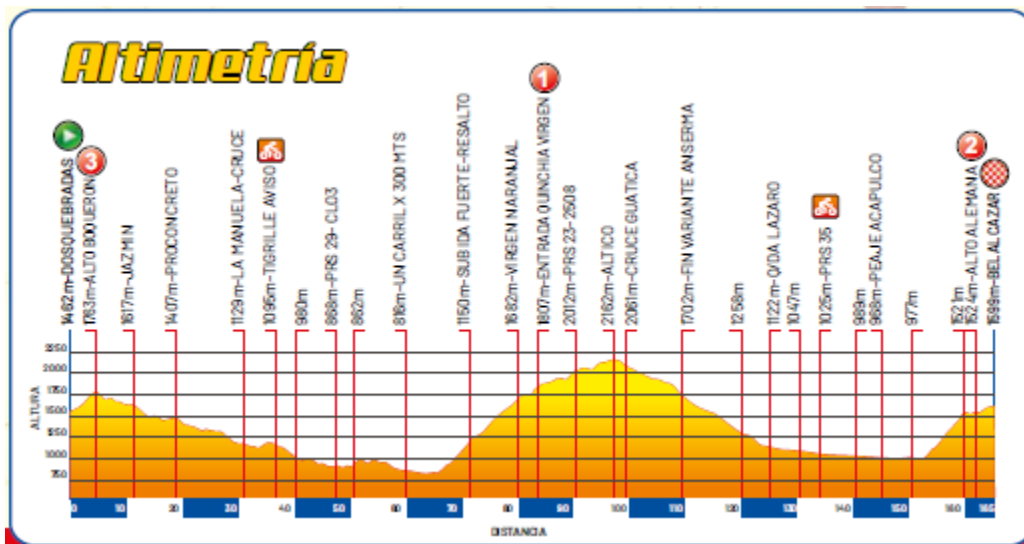 Altimetría
1
3
2
1462m-DOSQUEBRADAS
1763m-ALTO BOQUERON
1617m-JAZMIN
1407m-PROCONCRETO
1129m-LA MANUELA-CRUCE
1095m-TIGRILLE AVISO
980m
868m-PRS 29-CL03
862m
816m-UN CARRIL X 300 MTS
1150m-SUBIDA FUERTE-RESALTO
1682m-VIRGEN NARANJAL
1807m-ENTRADA QUINCHIA VIRGEN
2012m-PRS 23-2508
2162m-ALTICO
2061m-CRUCE GUATICA
1702m-FIN VARIANTE ANSERMA
1258m
1122m-Q/DA LAZARO
1047m
1025m-PRS 35
989m
968m-PEAJE ACAPULCO
977m
1521m
1524m-ALTO ALEMANA
1599m-BELALCAZAR
ALTURA
2250
2000
1750
1500
1250
1000
750
0 10 20 30 40 50 60 70 80 90 100 110 120 130 140 150 160 165
DISTANCIA